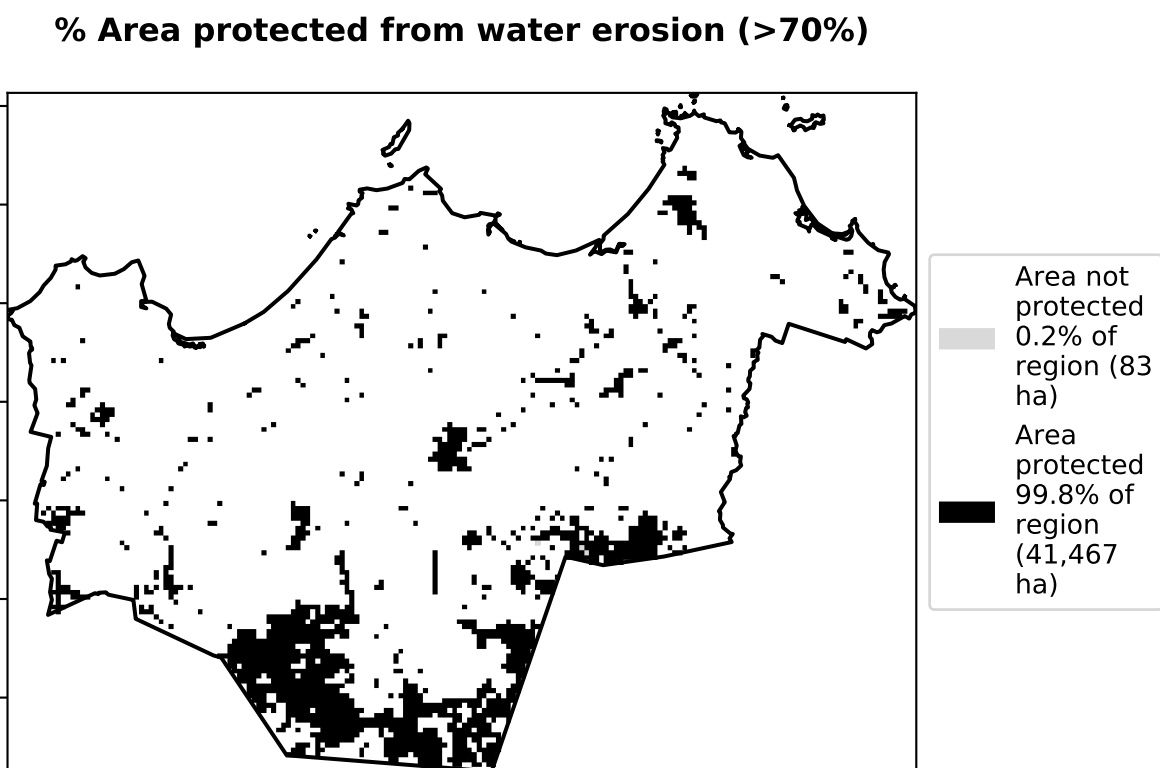 % Area protected from water erosion (>70%)
Area not
protected
0.2% of
region (83
ha)
Area
protected
99.8% of
region
(41,467
ha)